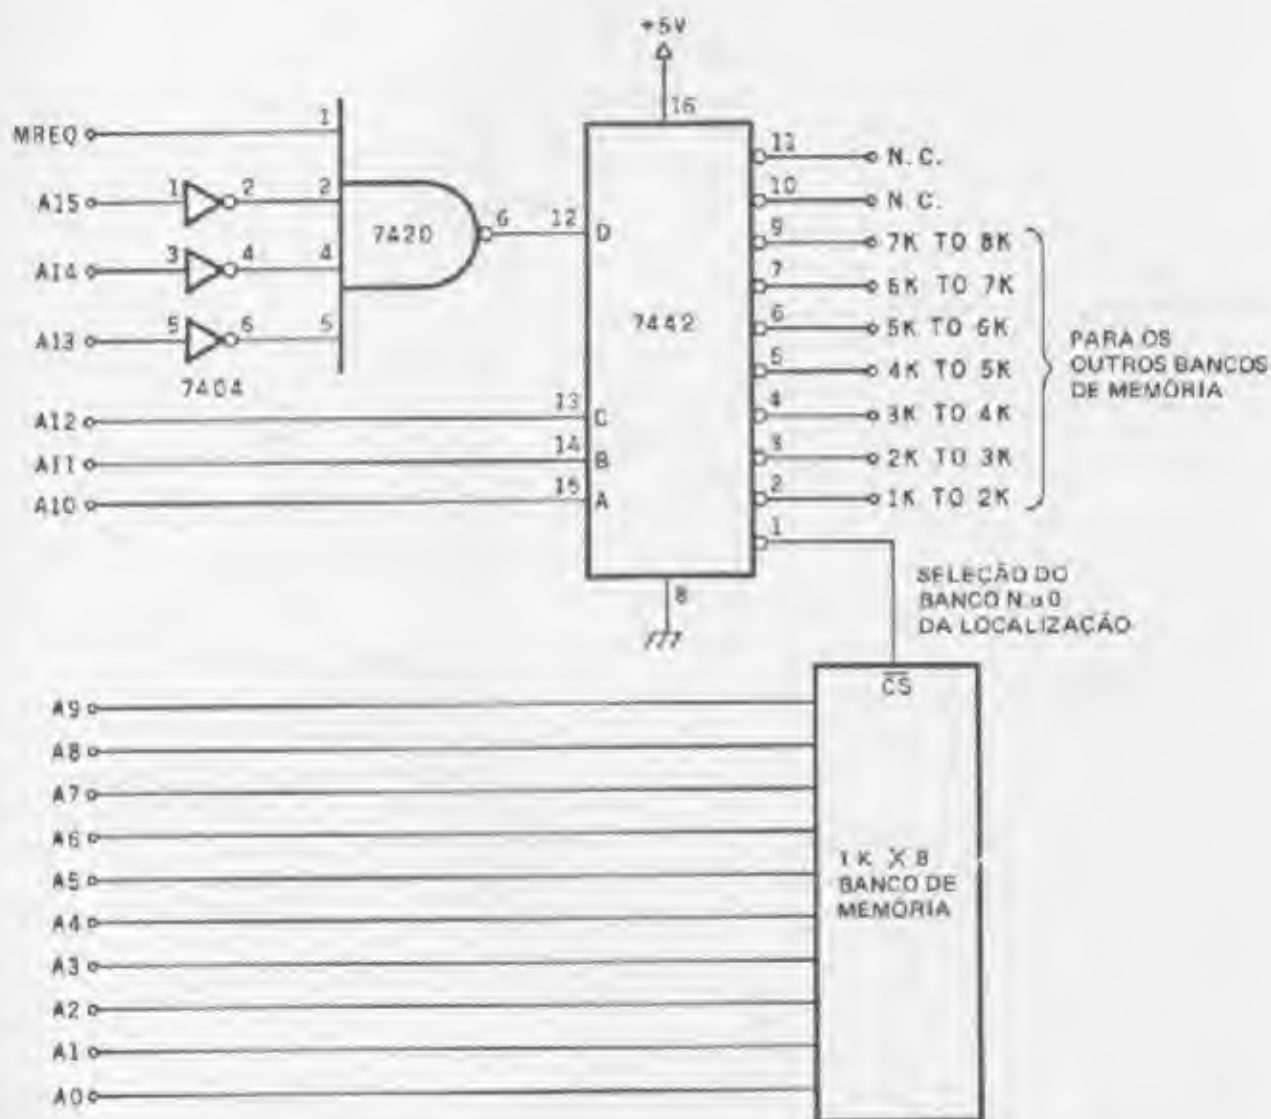 +5V
16
MREQ
1
A15
1
2
2
A14
3
4
4
A13
5
6
5
7404
7420
6
12
D
A12
13
C
A11
14
B
A10
15
A
7442
8
11
N.C.
10
N.C.
9
7K TO 8K
7
6K TO 7K
6
5K TO 6K
5
4K TO 5K
4
3K TO 4K
3
2K TO 3K
2
1K TO 2K
1
PARA OS
OUTROS BANCOS
DE MEMÓRIA
SELEÇÃO DO
BANCO N.o 0
DA LOCALIZAÇÃO
CS
A9
A8
A7
A6
A5
A4
A3
A2
A1
A0
1K X 8
BANCO DE
MEMÓRIA